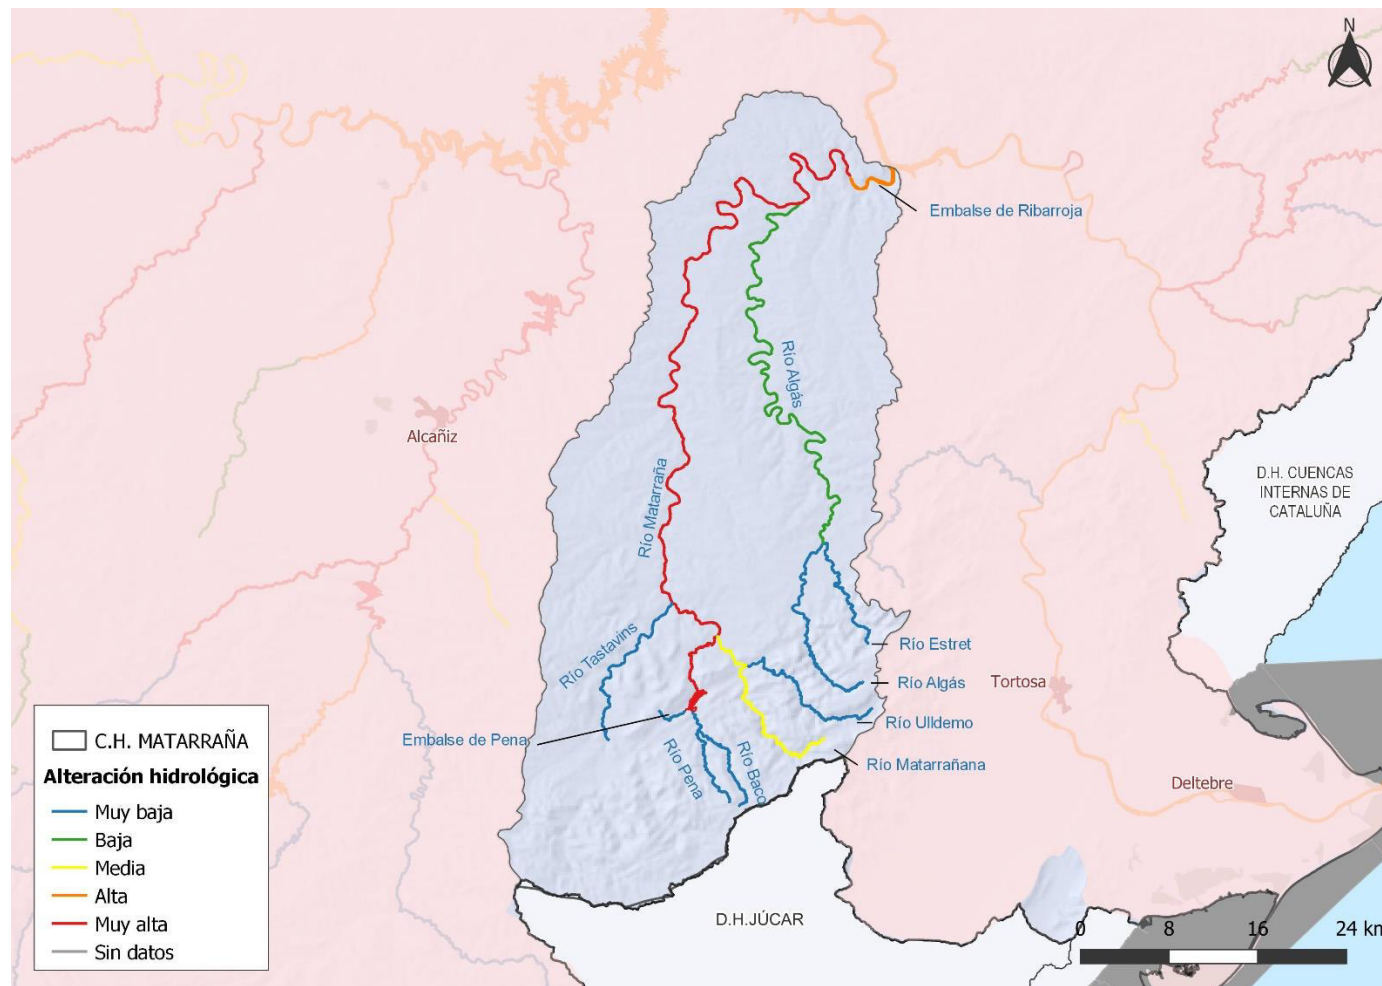 N
Embalse de Ribarroja
Río Algás
Alcañiz
D.H. CUENCAS
INTERNAS DE
CATALUÑA
Río Matarraña
Río Tastavins
Río Estret
Río Algás
Tortosa
Río Ulldemo
Embalse de Pena
Río Pena
Río Baco
Río Matarrañana
Deltebre
D.H.JÚCAR
C.H. MATARRAÑA
Alteración hidrológica
Muy baja
Baja
Media
Alta
Muy alta
Sin datos
0 8 16 24 km